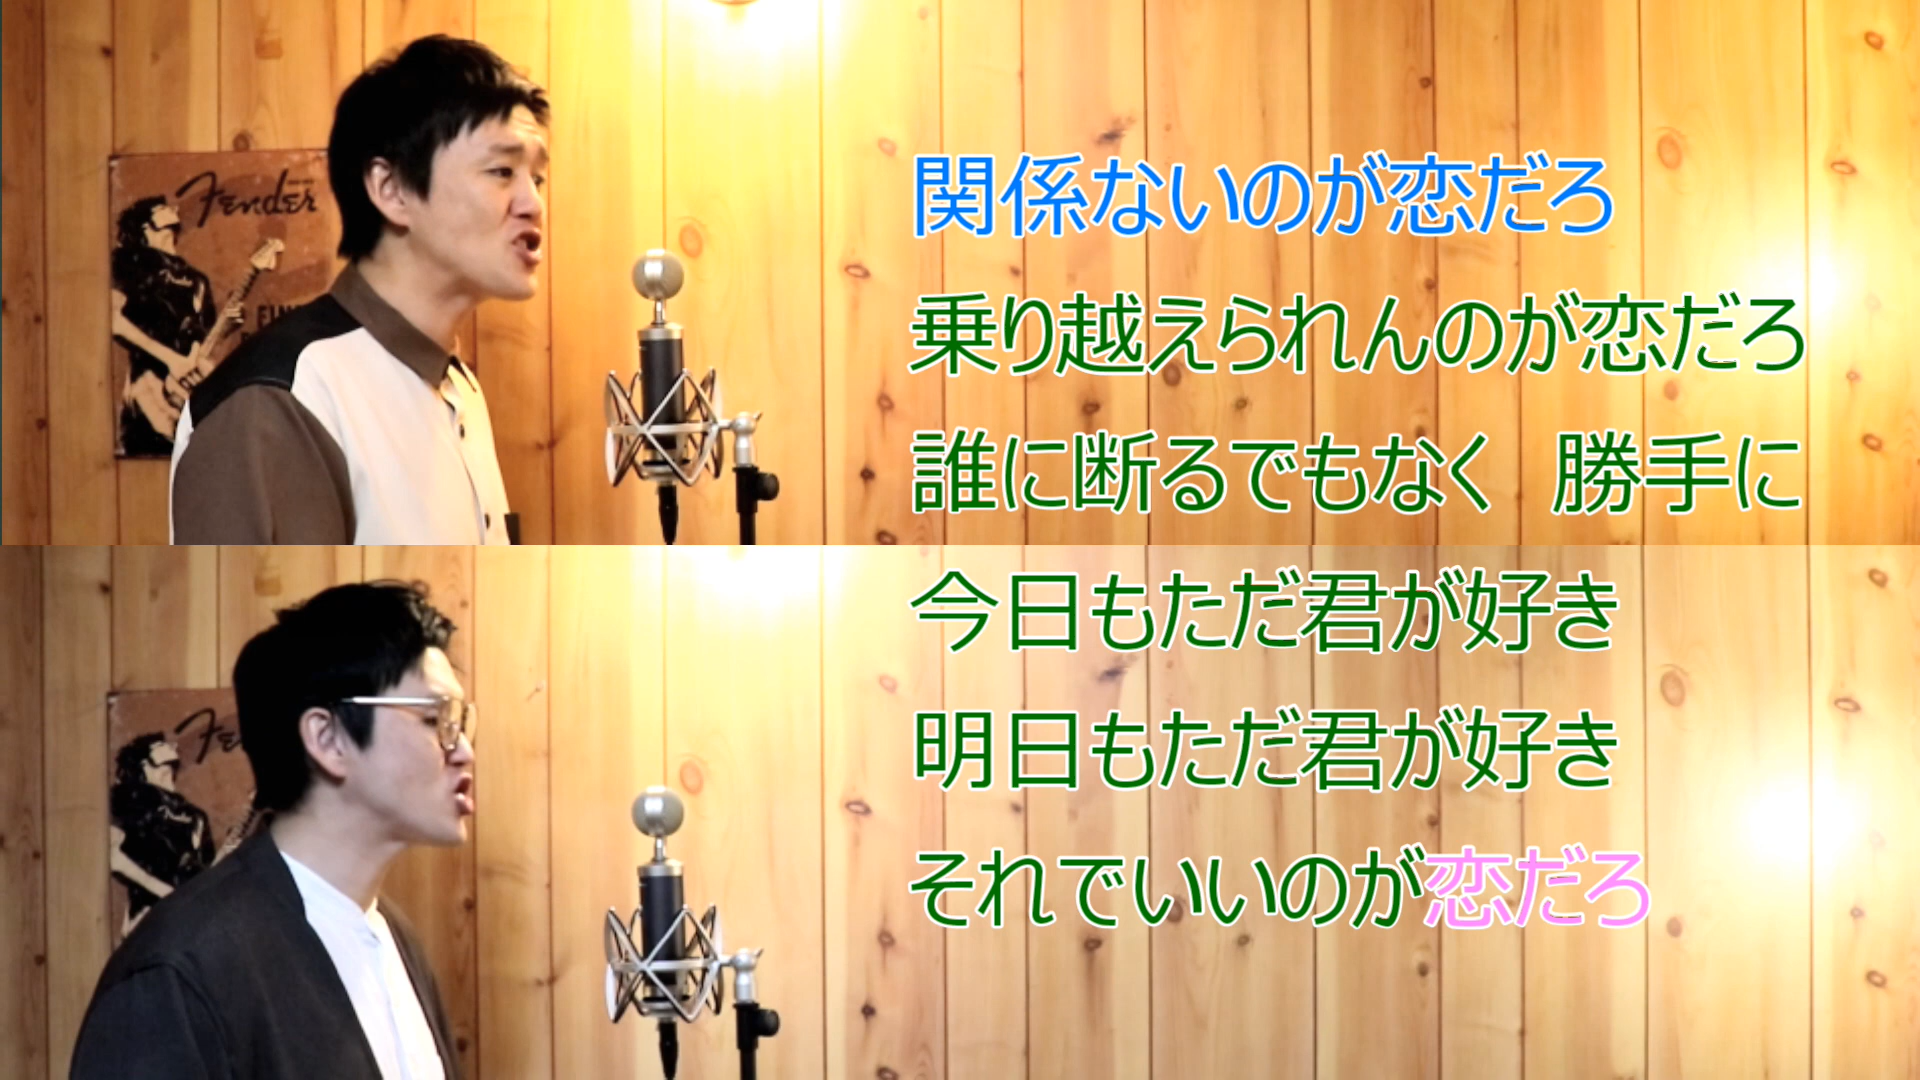 Fender
関係ないのが恋だろ
乗り越えられんのが恋だろ
誰に断るでもなく 勝手に
今日もただ君が好き
明日もただ君が好き
それでいいのが恋だろ